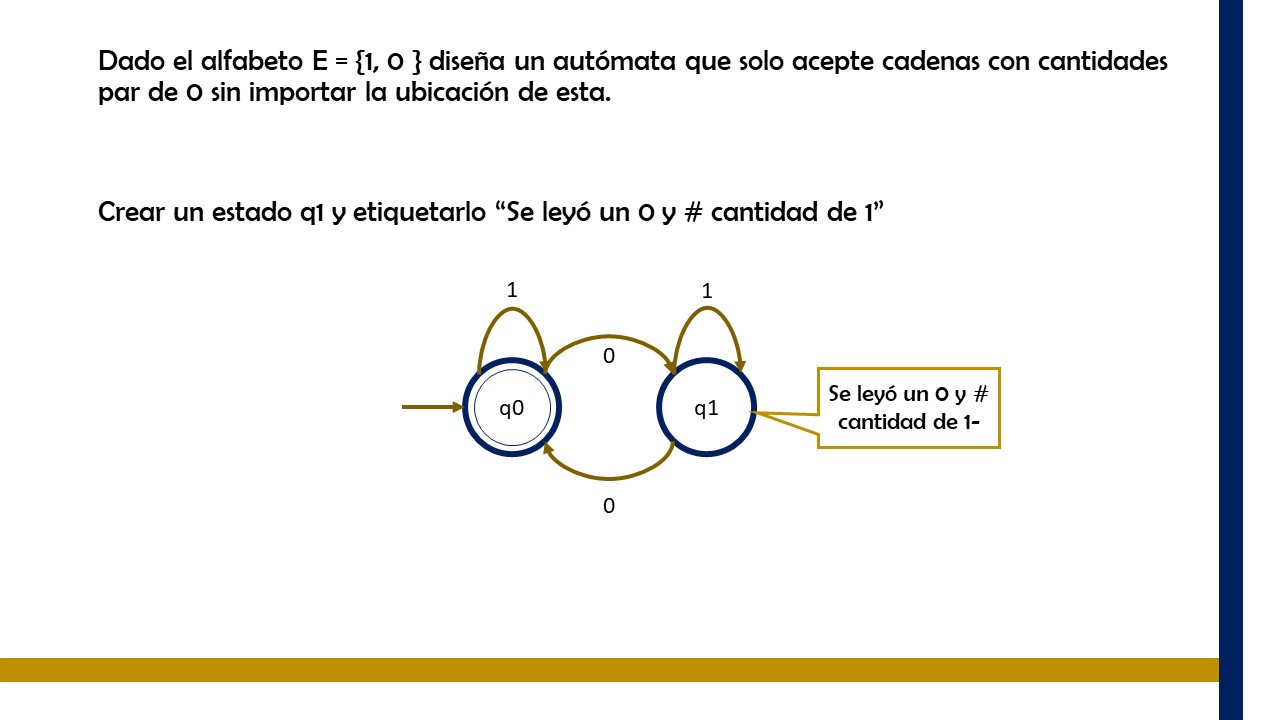 Dado el alfabeto E = {1, 0 } diseña un autómata que solo acepte cadenas con cantidades
par de 0 sin importar la ubicación de esta.
Crear un estado q1 y etiquetarlo “Se leyó un 0 y # cantidad de 1”
1
1
0
q0
q1
Se leyó un 0 y #
cantidad de 1-
0